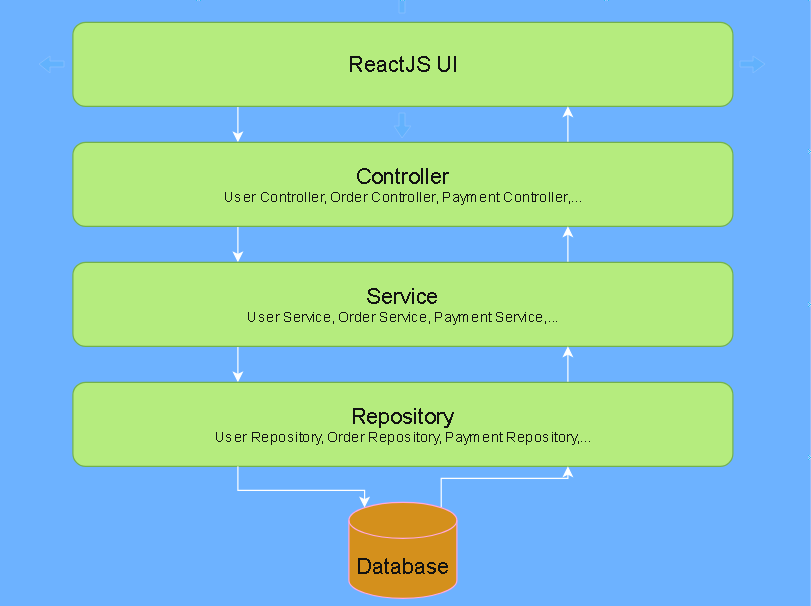 ReactJS UI
Controller
User Controller, Order Controller, Payment Controller,...
Service
User Service, Order Service, Payment Service,...
Repository
User Repository, Order Repository, Payment Repository,...
Database